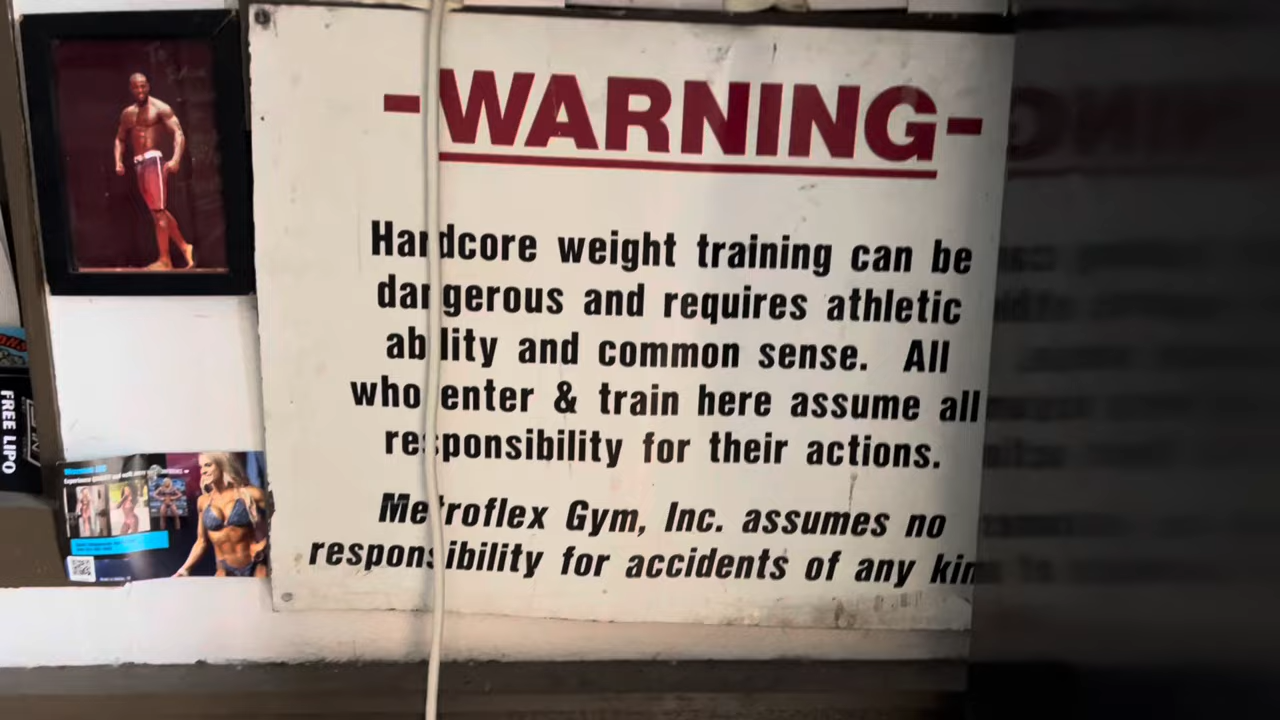 -WARNING-
Hardcore weight training can be
dangerous and requires athletic
ability and common sense. All
who enter & train here assume all
responsibility for their actions.
Metroflex Gym, Inc. assumes no
responsibility for accidents of any kin
FREE LIPO